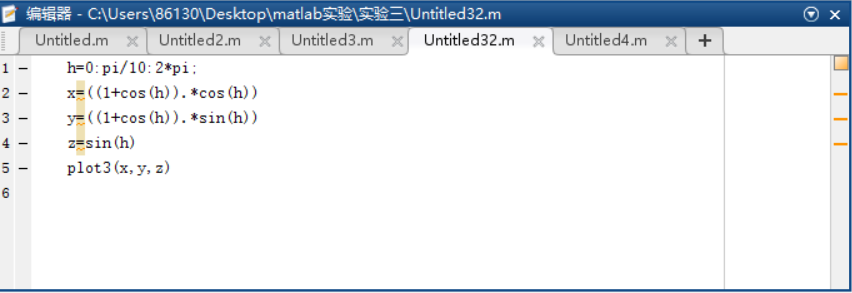 编辑器 - C:\Users\86130\Desktop\matlab实验\实验三\Untitled32.m
Untitled.m Untitled2.m Untitled3.m Untitled32.m Untitled4.m +
1 — h=0:pi/10:2*pi;
2 — x=((1+cos(h)).*cos(h))
3 — y=((1+cos(h)).*sin(h))
4 — z=sin(h)
5 — plot3(x,y,z)
6